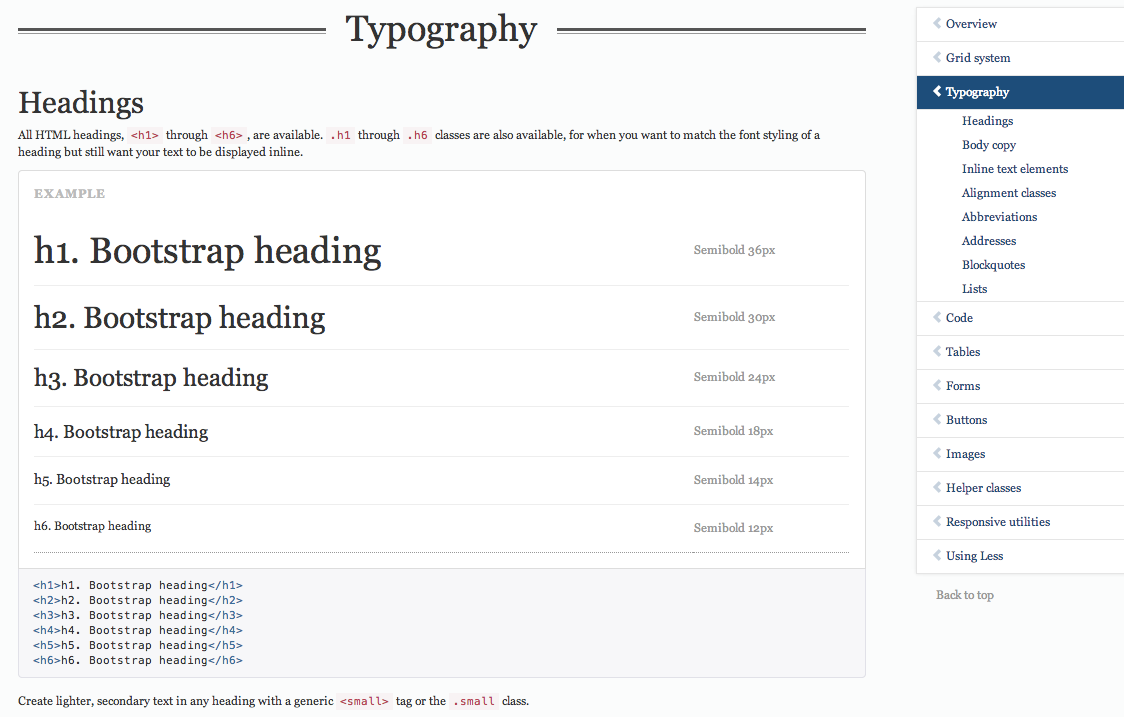 Typography
Headings
All HTML headings, <h1> through <h6>, are available. .h1 through .h6 classes are also available, for when you want to match the font styling of a
heading but still want your text to be displayed inline.
EXAMPLE
h1. Bootstrap heading Semibold 36px
h2. Bootstrap heading Semibold 30px
h3. Bootstrap heading Semibold 24px
h4. Bootstrap heading Semibold 18px
h5. Bootstrap heading Semibold 14px
h6. Bootstrap heading Semibold 12px
<h1>h1. Bootstrap heading</h1>
<h2>h2. Bootstrap heading</h2>
<h3>h3. Bootstrap heading</h3>
<h4>h4. Bootstrap heading</h4>
<h5>h5. Bootstrap heading</h5>
<h6>h6. Bootstrap heading</h6>
Create lighter, secondary text in any heading with a generic <small> tag or the .small class.
Overview
Grid system
Typography
Headings
Body copy
Inline text elements
Alignment classes
Abbreviations
Addresses
Blockquotes
Lists
Code
Tables
Forms
Buttons
Images
Helper classes
Responsive utilities
Using Less
Back to top